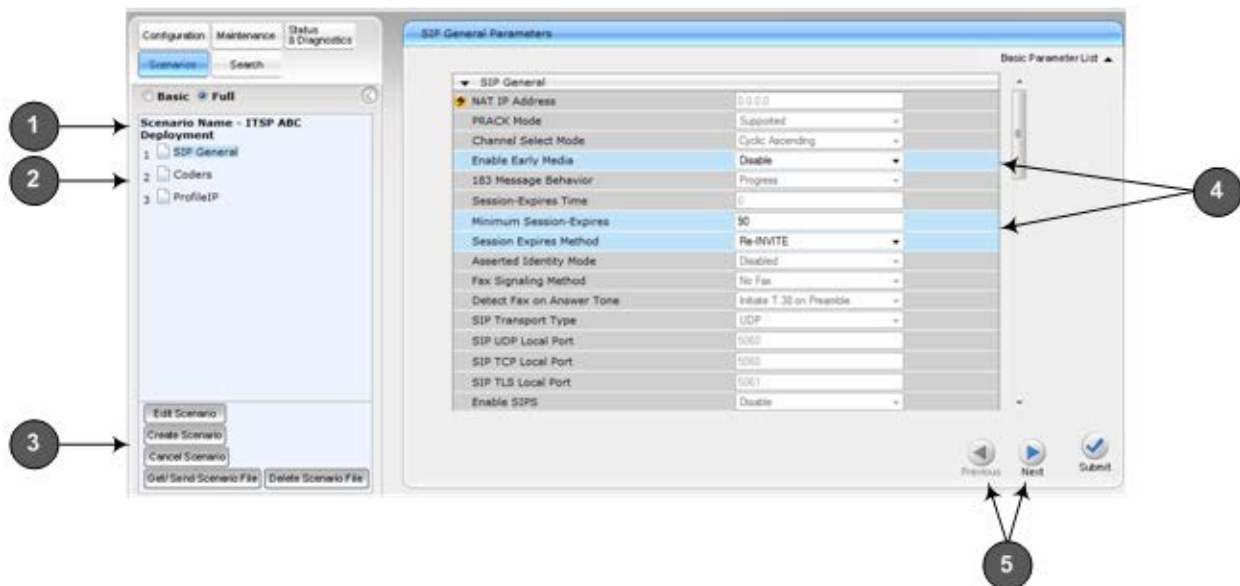 Configuration Maintenance Status & Diagnostics
Scenarios Search
Basic Full
Scenario Name - ITSP ABC Deployment
1 SIP General
2 Coders
3 ProfileIP
Edit Scenario
Create Scenario
Cancel Scenario
Get/Send Scenario File Delete Scenario File
SIP General Parameters
Basic Parameter List
SIP General
NAT IP Address 0.0.0.0
PRACK Mode Supported
Channel Select Mode Cyclic Ascending
Enable Early Media Disable
183 Message Behavior Progress
Session-Expires Time 0
Minimum Session-Expires 90
Session Expires Method Re-INVITE
Asserted Identity Mode Disabled
Fax Signaling Method No Fax
Detect Fax on Answer Tone Initiate T.38 on Preamble
SIP Transport Type UDP
SIP UDP Local Port 5060
SIP TCP Local Port 5060
SIP TLS Local Port 5061
Enable SIPS Disable
Previous Next Submit
1
2
3
4
5